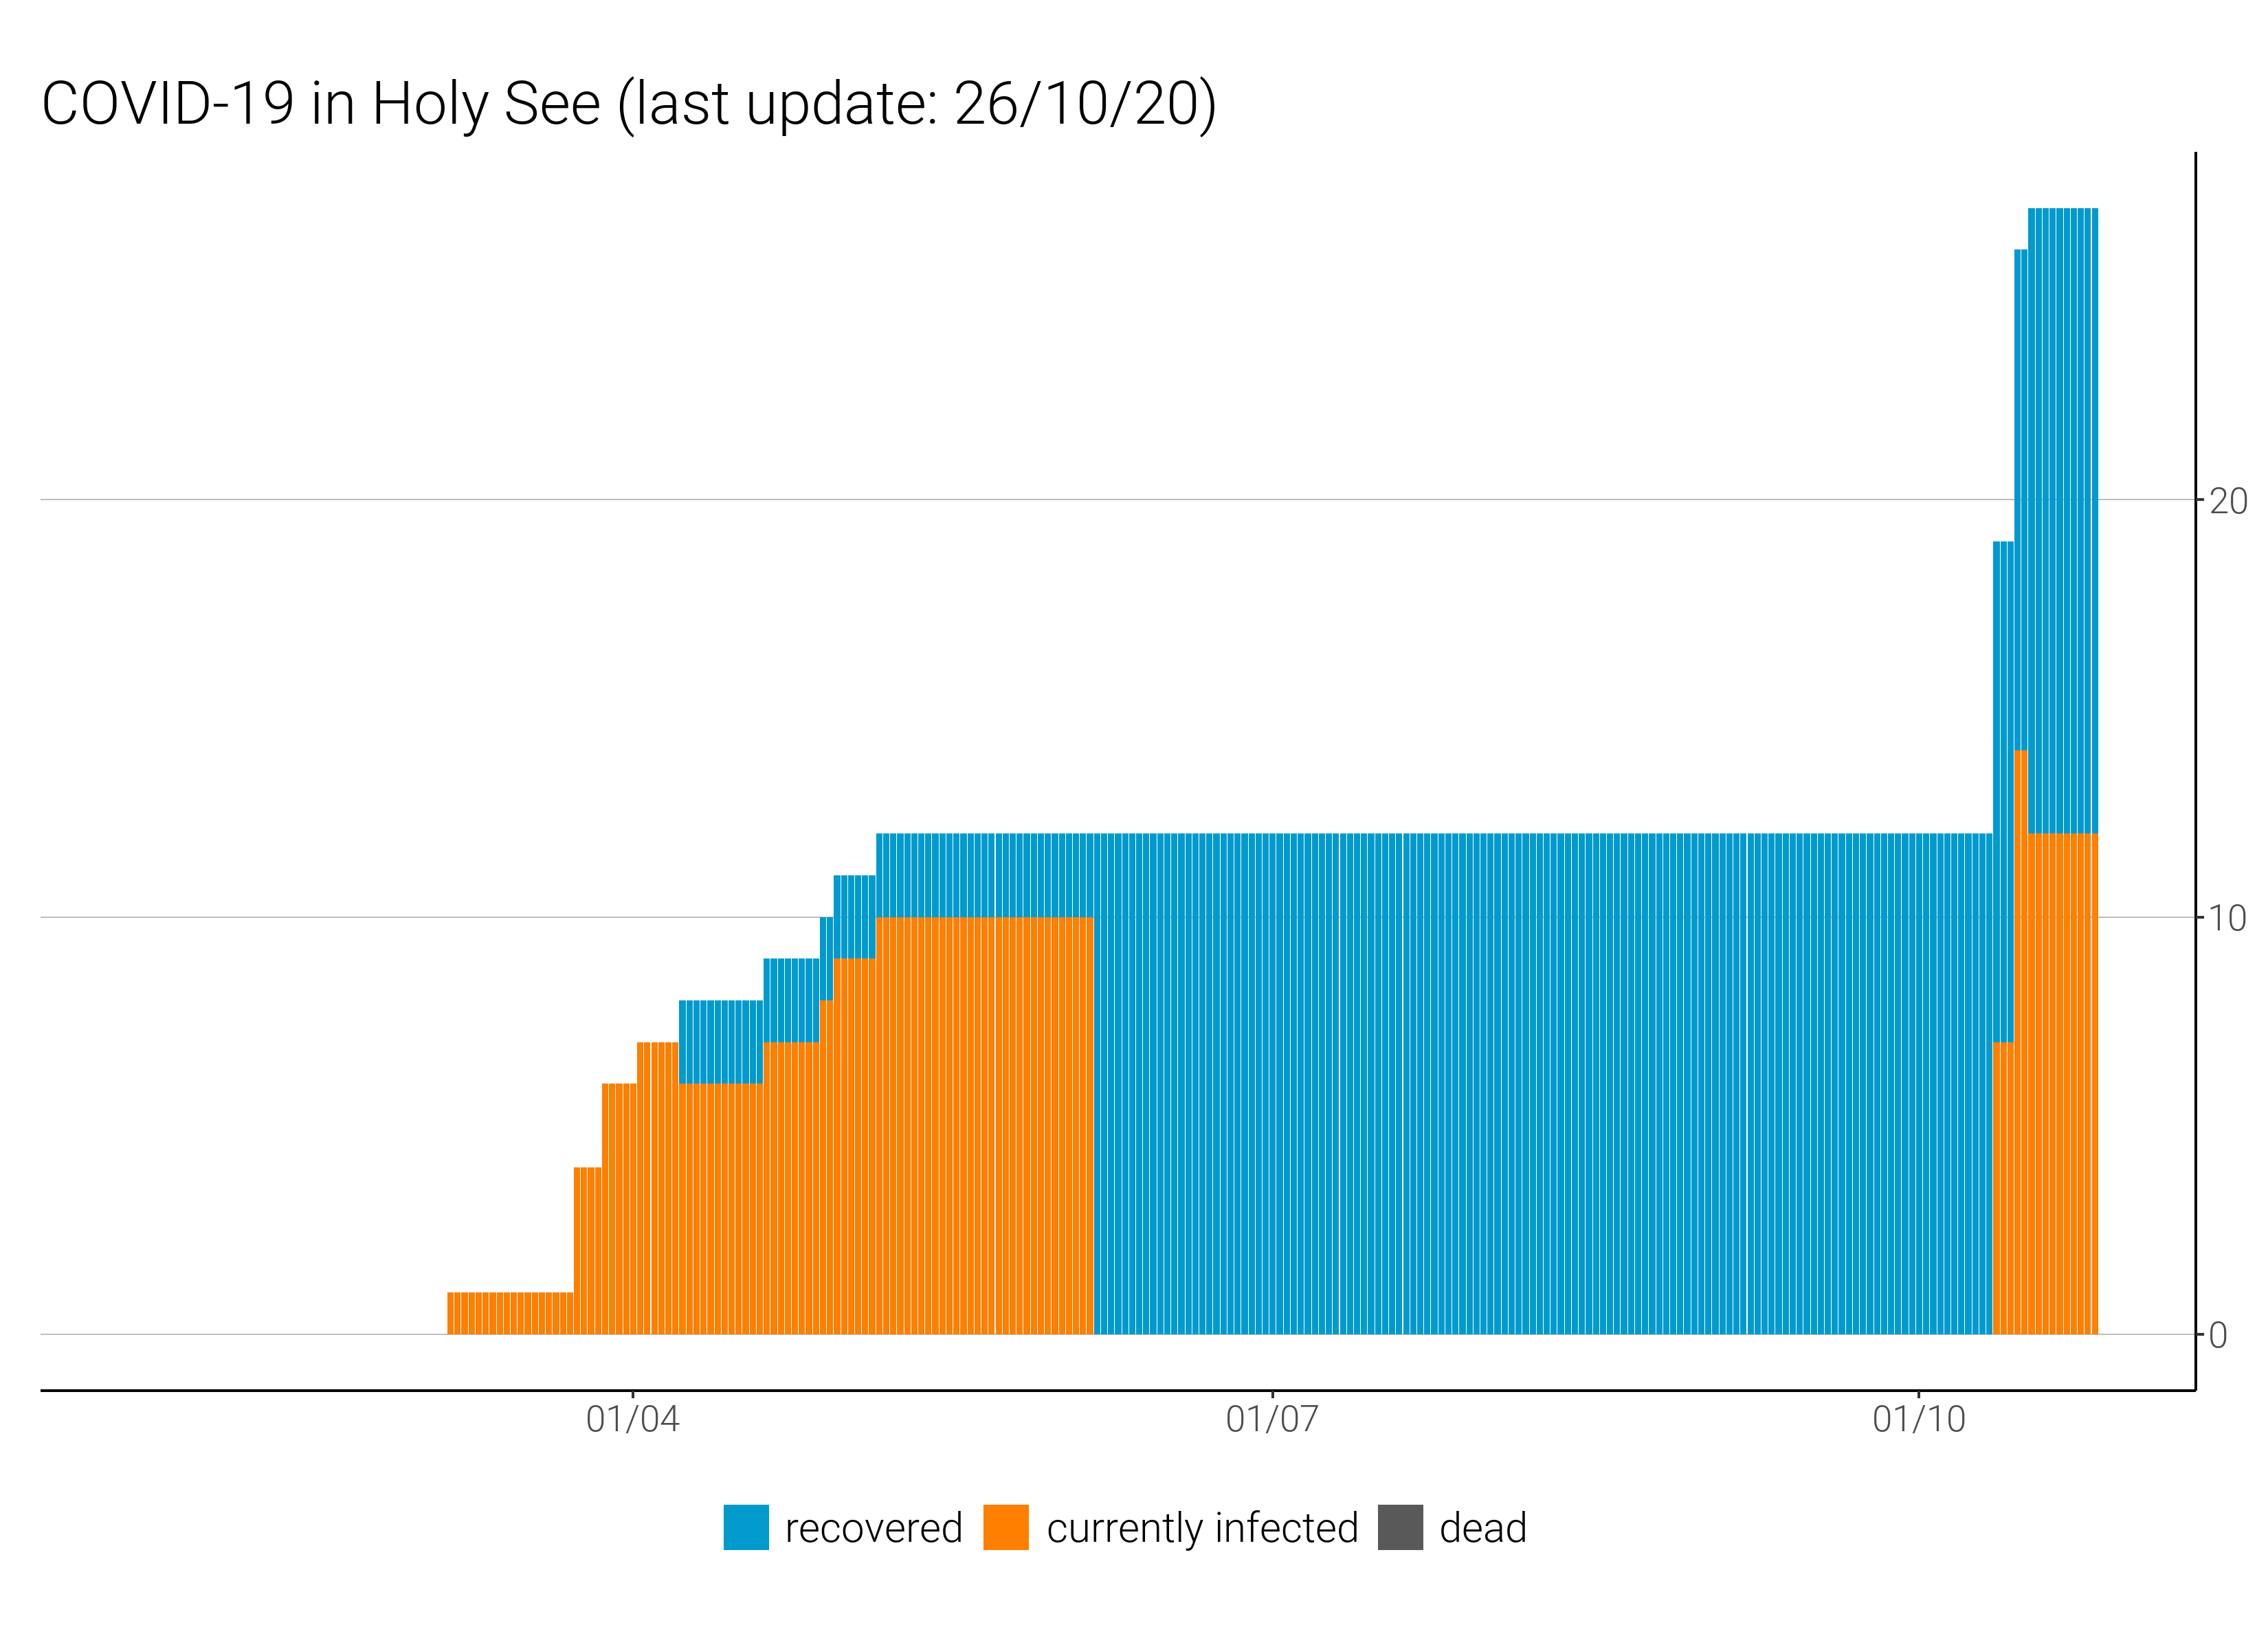 COVID-19 in Holy See (last update: 26/10/20)
20
10
0
01/04 01/07 01/10
recovered currently infected dead